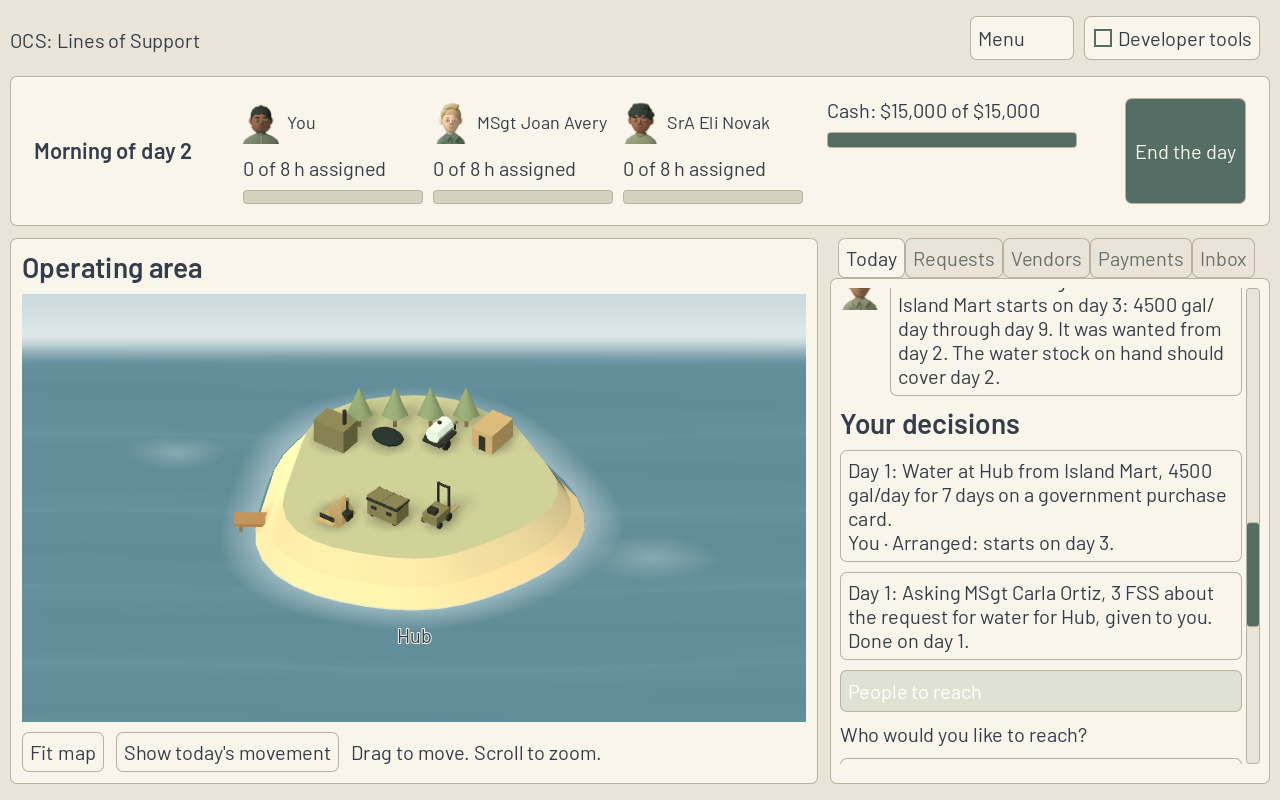 OCS: Lines of Support
Menu
Developer tools
Morning of day 2
You
0 of 8 h assigned
MSgt Joan Avery
0 of 8 h assigned
SrA Eli Novak
0 of 8 h assigned
Cash: $15,000 of $15,000
End the day
Operating area
Hub
Fit map
Show today's movement
Drag to move. Scroll to zoom.
Today
Requests
Vendors
Payments
Inbox
Island Mart starts on day 3: 4500 gal/
day through day 9. It was wanted from
day 2. The water stock on hand should
cover day 2.
Your decisions
Day 1: Water at Hub from Island Mart, 4500
gal/day for 7 days on a government purchase
card.
You · Arranged: starts on day 3.
Day 1: Asking MSgt Carla Ortiz, 3 FSS about
the request for water for Hub, given to you.
Done on day 1.
People to reach
Who would you like to reach?